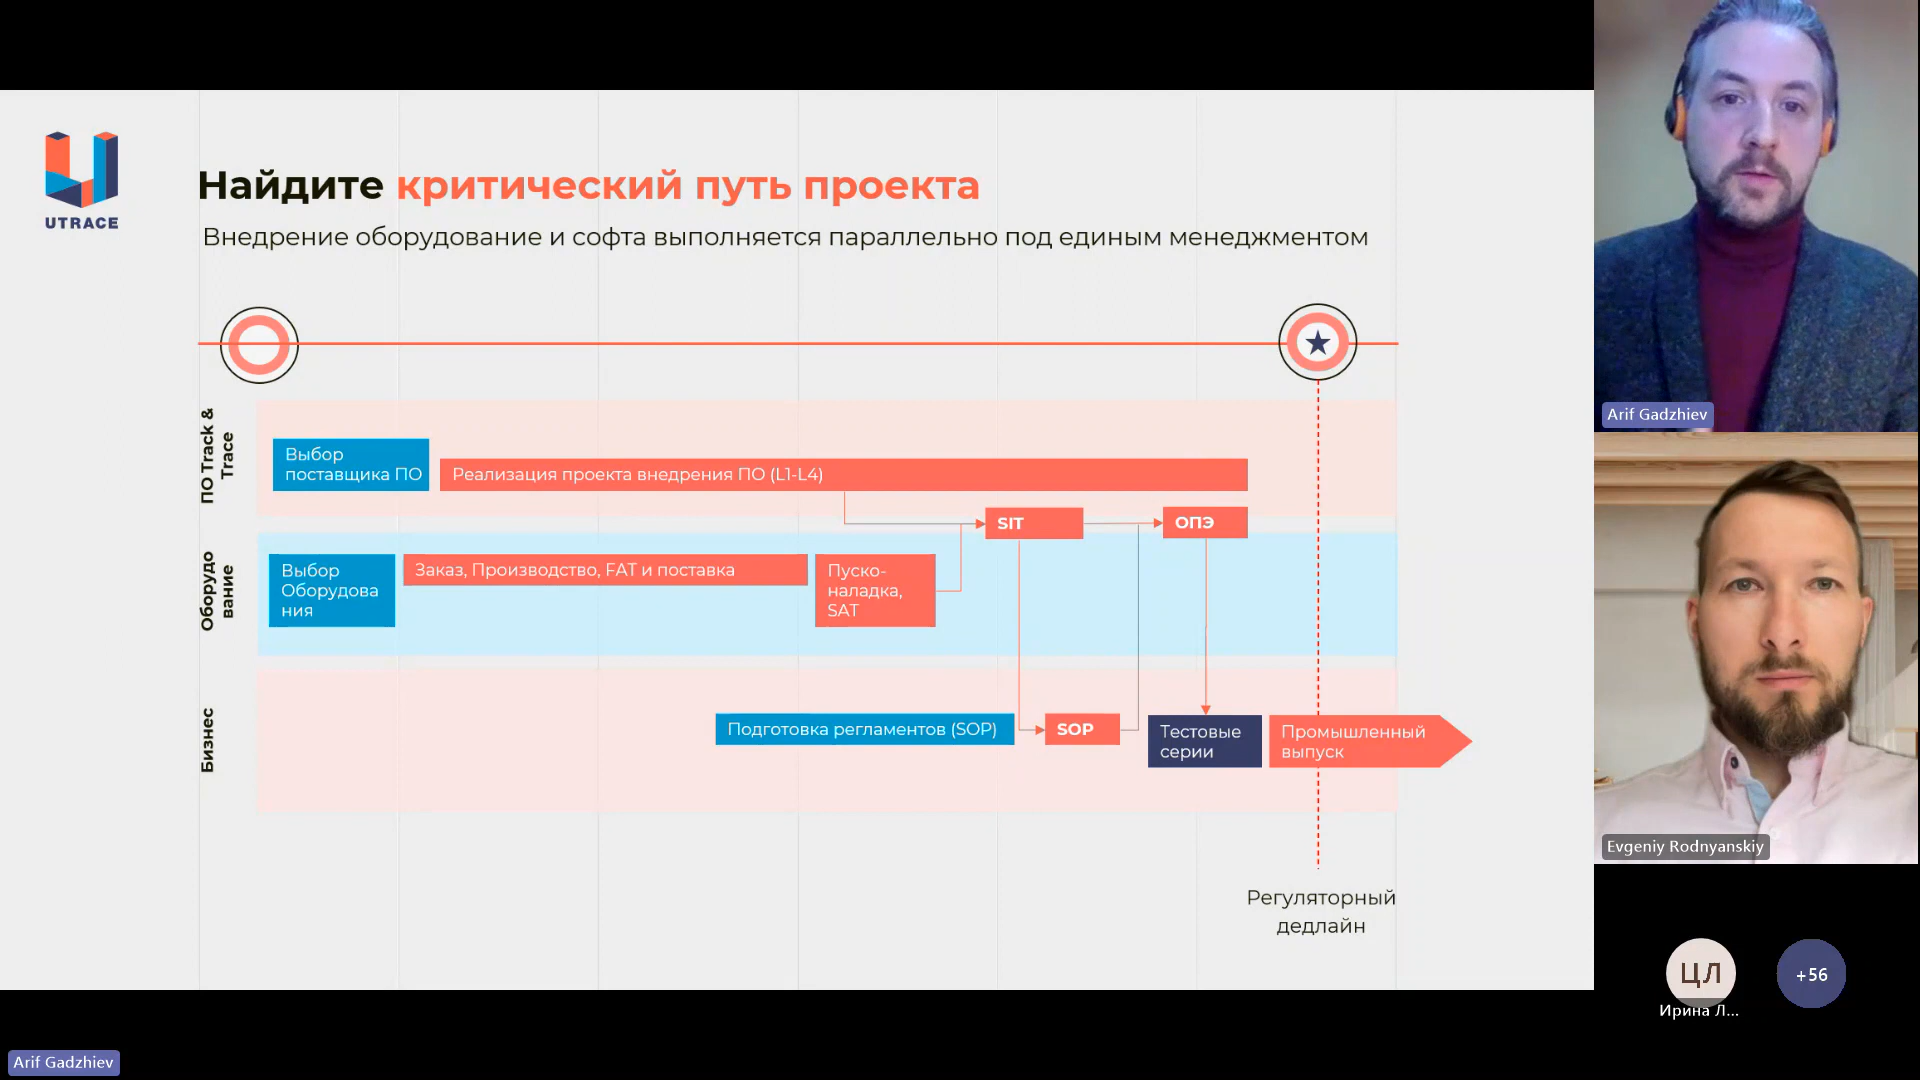 UTRACE
Найдите критический путь проекта
Внедрение оборудование и софта выполняется параллельно под единым менеджментом
ПО Track &
Trace
Выбор
поставщика ПО
Реализация проекта внедрения ПО (L1-L4)
SIT
ОПЭ
Оборудо
вание
Выбор
Оборудова
ния
Заказ, Производство, FAT и поставка
Пуско-
наладка,
SAT
Бизнес
Подготовка регламентов (SOP)
SOP
Тестовые
серии
Промышленный
выпуск
Регуляторный
дедлайн
Arif Gadzhiev
Evgeniy Rodnyanskiy
ЦЛ
+56
Ирина Л...
Arif Gadzhiev